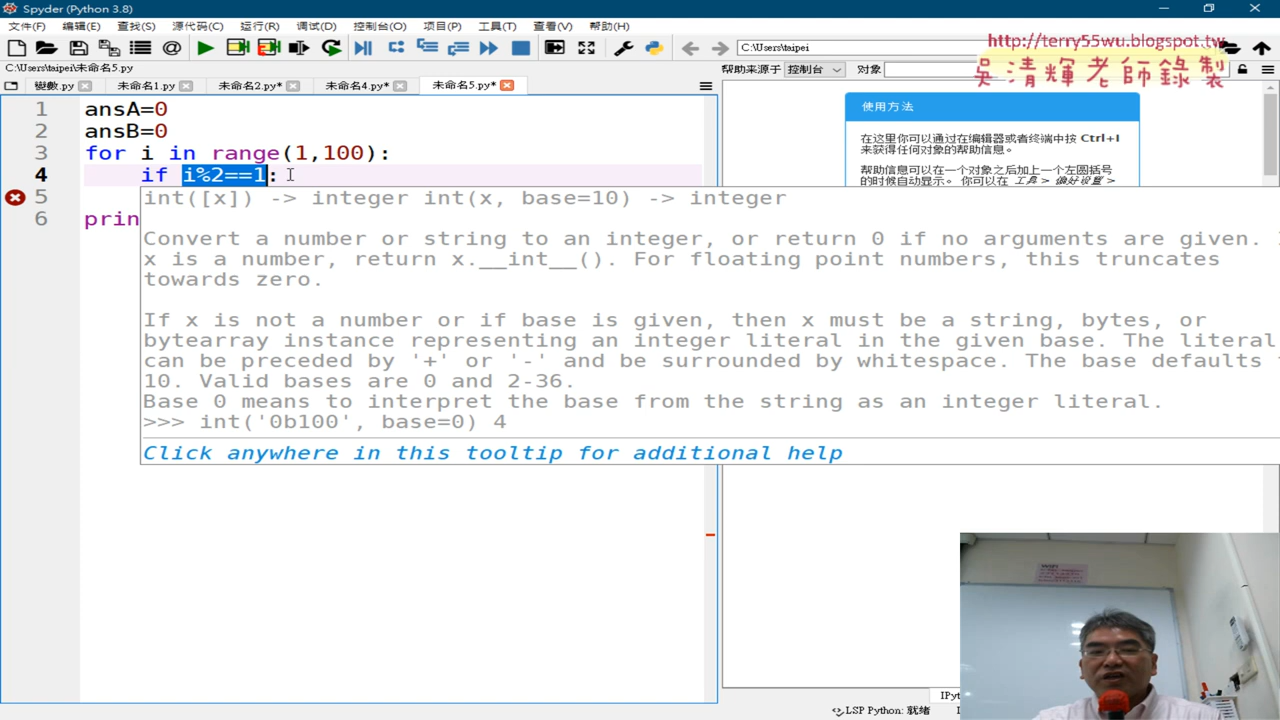 Spyder (Python 3.8)
文件(F) 编辑(E) 查找(S) 源代码(C) 运行(R) 调试(D) 控制台(O) 项目(P) 工具(T) 查看(V) 帮助(H)
C:\Users\taipei
http://terry55wu.blogspot.tw
吳清輝老師錄製
C:\Users\taipei\未命名5.py
帮助来源于 控制台 对象
變數.py 未命名1.py 未命名2.py* 未命名4.py* 未命名5.py*
1 ansA=0
2 ansB=0
3 for i in range(1,100):
4 if i%2==1:
5
6 prin
int([x]) -> integer int(x, base=10) -> integer
Convert a number or string to an integer, or return 0 if no arguments are given.
x is a number, return x.__int__(). For floating point numbers, this truncates
towards zero.
If x is not a number or if base is given, then x must be a string, bytes, or
bytearray instance representing an integer literal in the given base. The literal
can be preceded by '+' or '-' and be surrounded by whitespace. The base defaults
10. Valid bases are 0 and 2-36.
Base 0 means to interpret the base from the string as an integer literal.
>>> int('0b100', base=0) 4
Click anywhere in this tooltip for additional help
使用方法
在这里你可以通过在编辑器或者终端中按 Ctrl+I
来获得任何对象的帮助信息。
帮助信息可以在一个对象之后加上一个左圆括号
的时候自动显示。 你可以在 工具 > 偏好设置 >
IPyt
LSP Python: 就绪